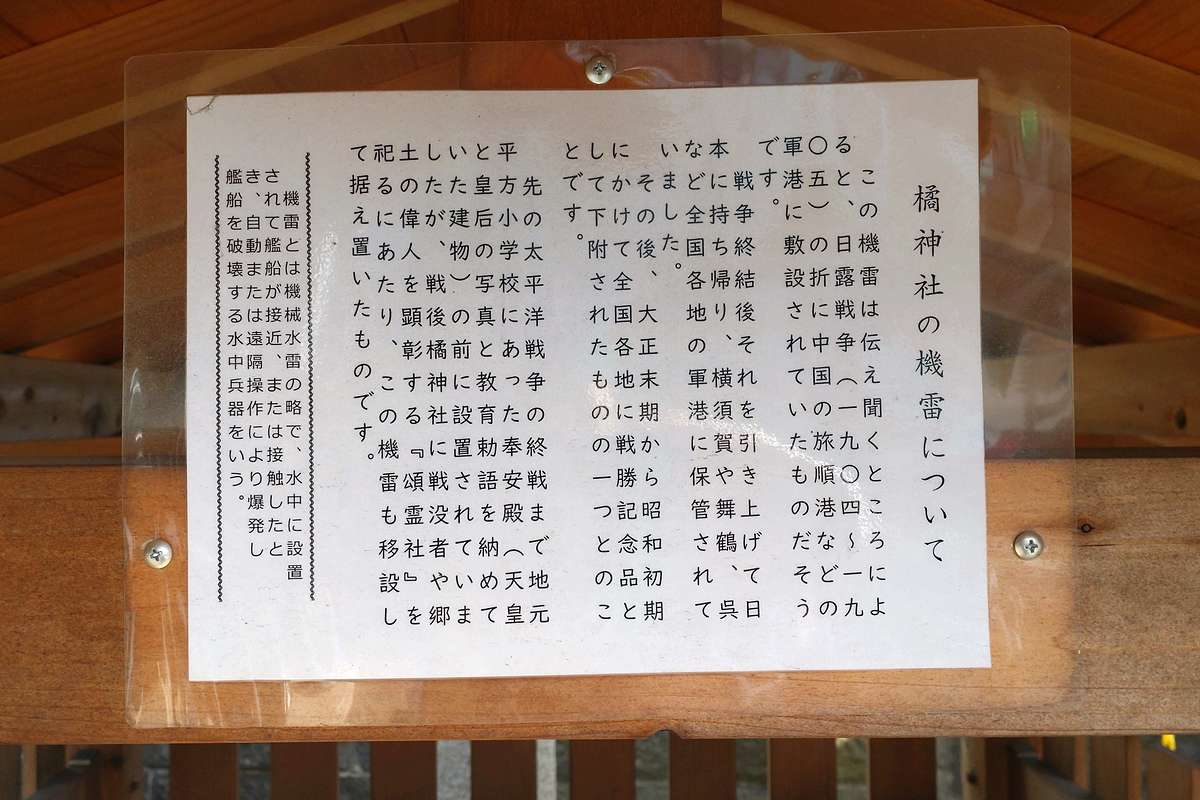 橘神社の機雷について
この機雷は伝え聞くところによ
ると、日露戦争（一九〇四～一九
〇五）の折に中国の旅順港などの
軍港に敷設されていたものだそう
です。
戦争終結後それを引き上げて日
本に持ち帰り、横須賀や舞鶴、呉
など全国各地の軍港に保管されて
いました。
その後、大正末期から昭和初期
にかけて全国各地に戦勝記念品と
して下附されたものの一つとのこ
とです。
先の太平洋戦争の終戦まで地元
平方小学校にあった奉安殿（天皇
と皇后の写真と教育勅語を納めて
いた建物）の前に設置されていま
したが、戦後橘神社に戦没者や郷
土の偉人を顕彰する『頌霊社』を
祀るにあたり、この機雷も移設し
て据え置いたものです。
機雷とは機械水雷の略で、水中に設置
されて艦船が接近、または接触したと
き、自動または遠隔操作により爆発し
艦船を破壊する水中兵器をいう。